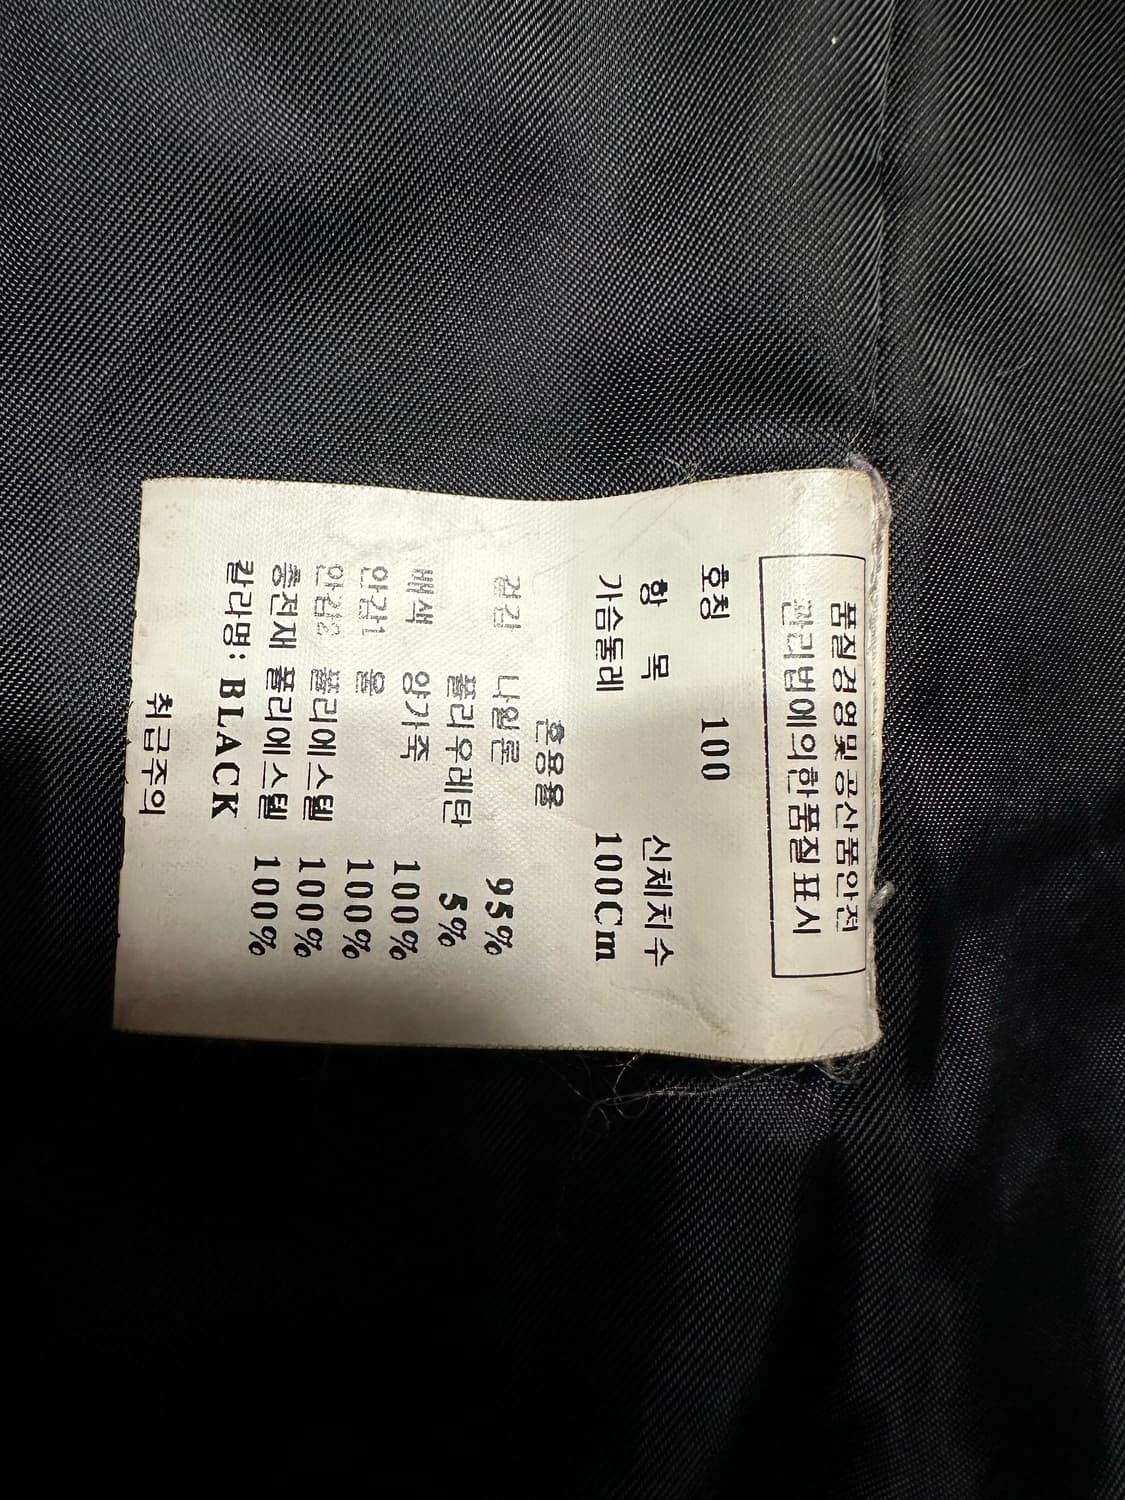 품질경영및공산품안전
관리법에의한품질표시
호칭 100
항 목 신체치수
가슴둘레 100Cm
혼용율
겉감 나일론 95%
폴리우레탄 5%
배색 양가죽 100%
안감1 울 100%
안감2 폴리에스텔 100%
충전재 폴리에스텔 100%
칼라명: BLACK
취급주의